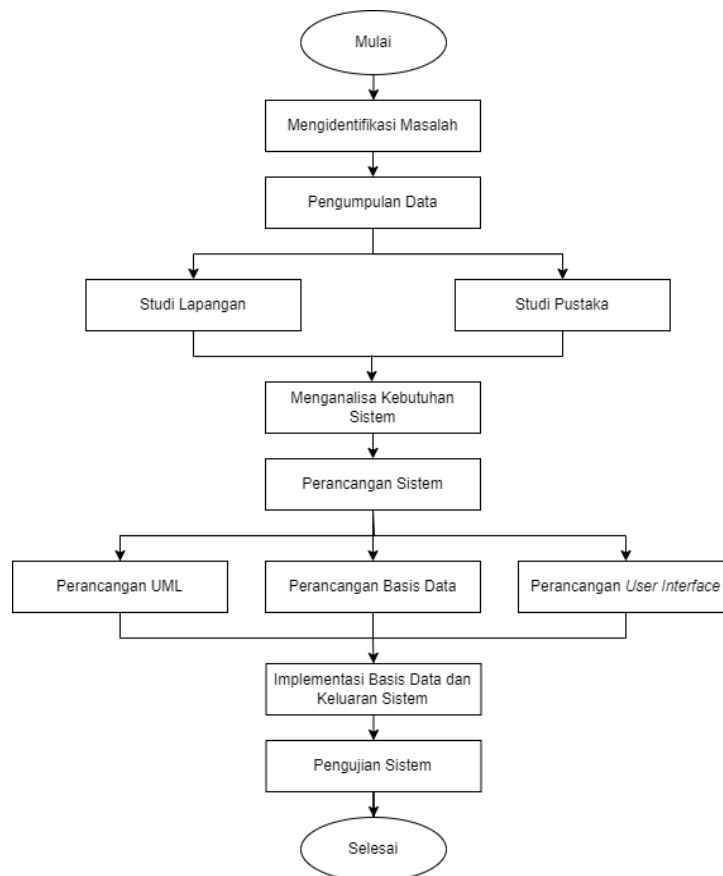 Mulai
Mengidentifikasi Masalah
Pengumpulan Data
Studi Lapangan
Studi Pustaka
Menganalisa Kebutuhan
Sistem
Perancangan Sistem
Perancangan UML
Perancangan Basis Data
Perancangan User Interface
Implementasi Basis Data dan
Keluaran Sistem
Pengujian Sistem
Selesai